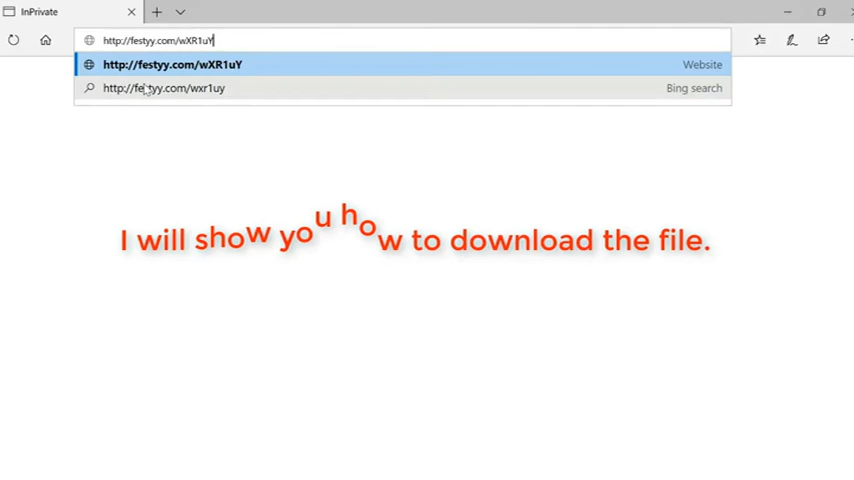 InPrivate
http://festyy.com/wXR1uY
http://festyy.com/wXR1uY Website
http://festyy.com/wxr1uy Bing search
I will show you how to download the file.